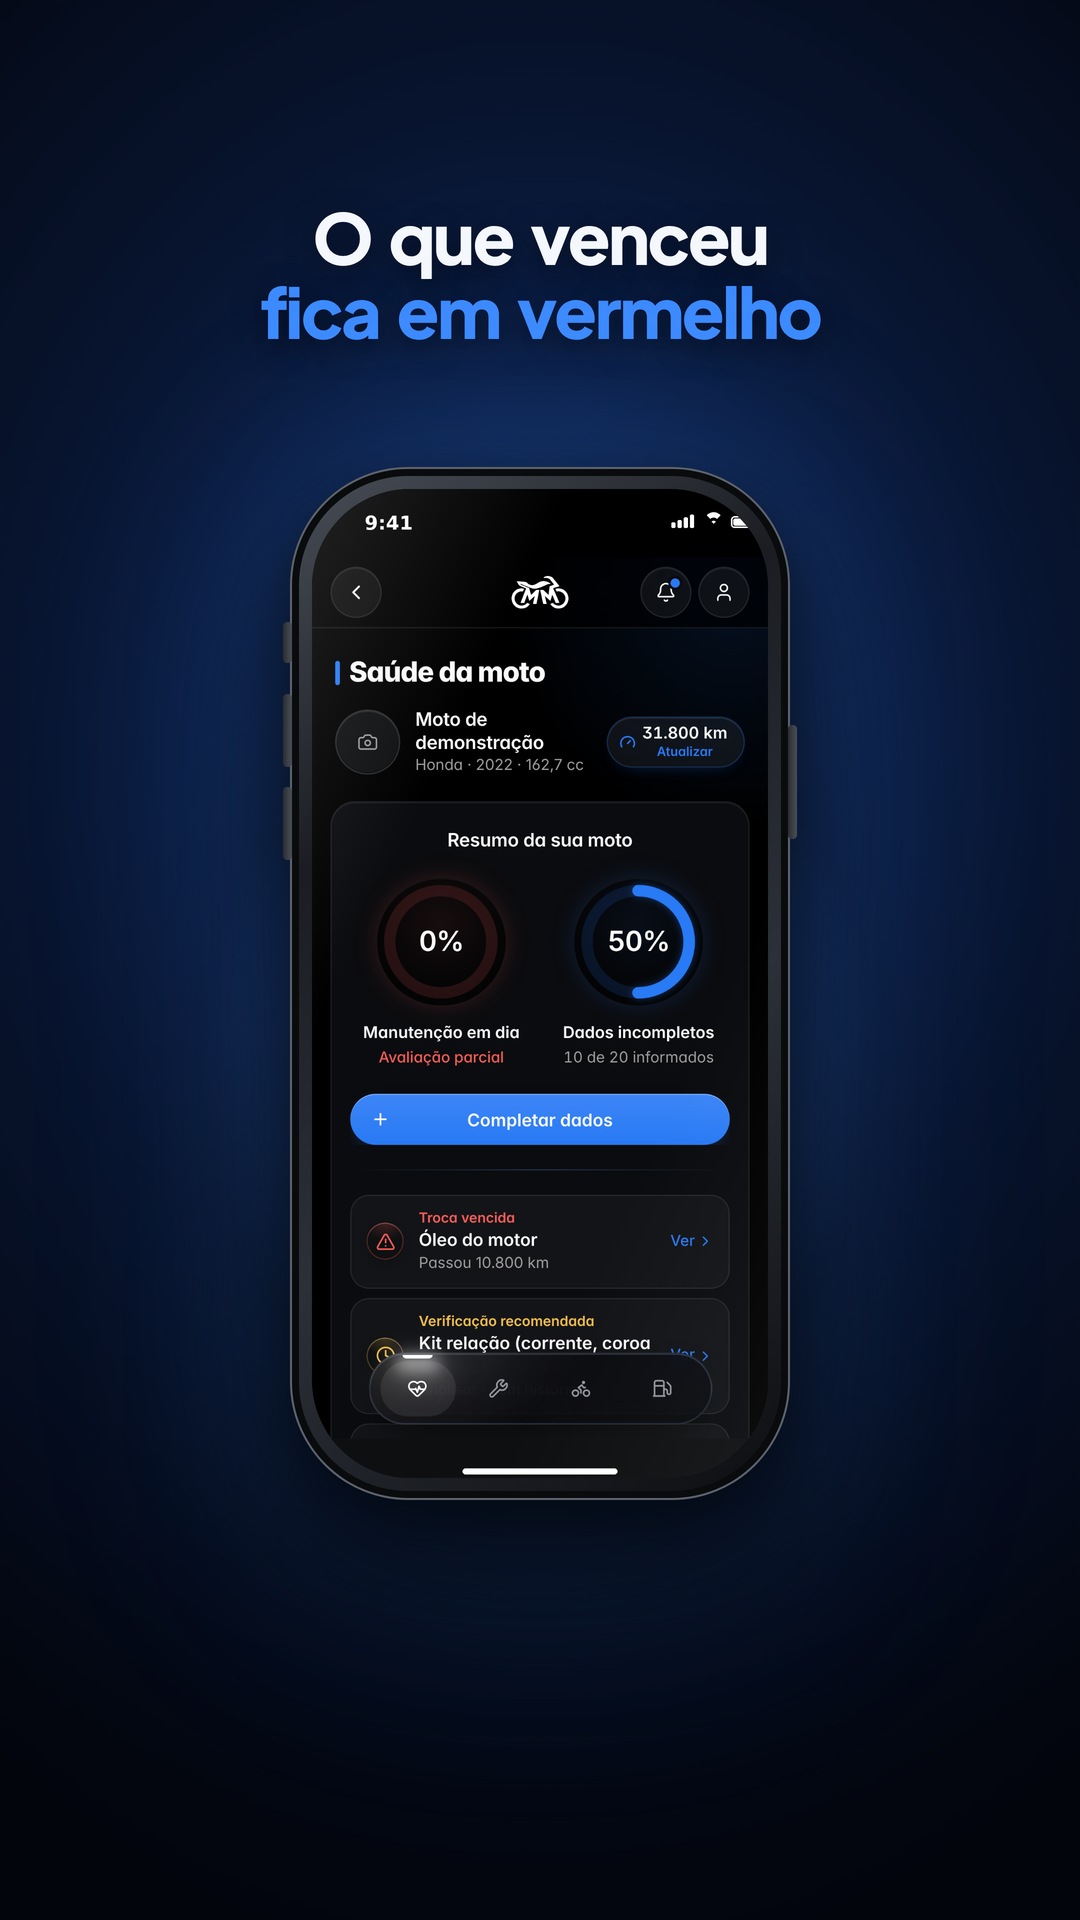 O que venceu
fica em vermelho
9:41
MM
Saúde da moto
Moto de
demonstração
Honda · 2022 · 162,7 cc
31.800 km
Atualizar
Resumo da sua moto
0%
50%
Manutenção em dia
Dados incompletos
Avaliação parcial
10 de 20 informados
+ Completar dados
Troca vencida
Óleo do motor
Passou 10.800 km
Ver
Verificação recomendada
Kit relação (corrente, coroa
Ver